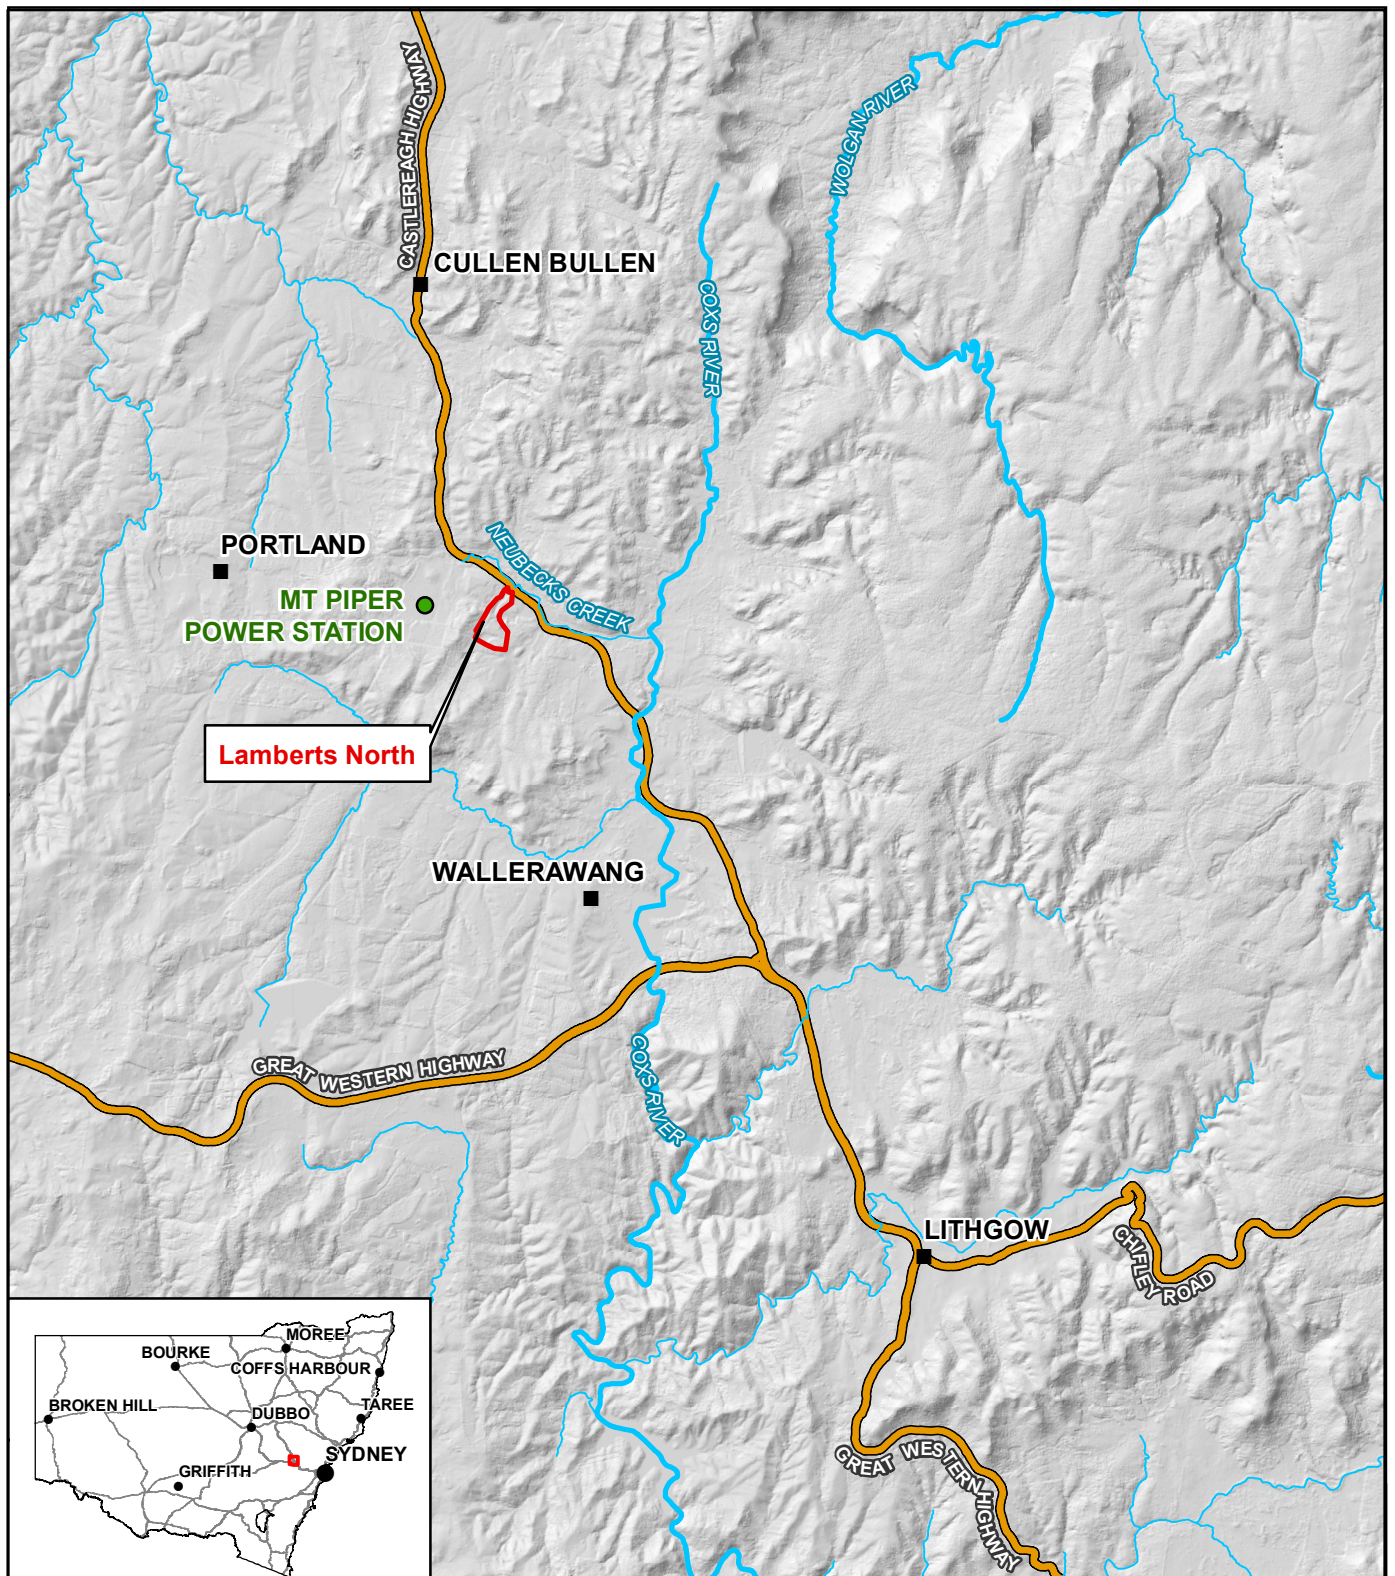 CASTLEREAGH HIGHWAY
WOLGAN RIVER
CULLEN BULLEN
COXS RIVER
NEUBECKS CREEK
PORTLAND
MT PIPER
POWER STATION
Lamberts North
WALLERAWANG
GREAT WESTERN HIGHWAY
COXS RIVER
LITHGOW
CHIFLEY ROAD
GREAT WESTERN HIGHWAY
MOREE
BOURKE
COFFS HARBOUR
BROKEN HILL
TAREE
DUBBO
SYDNEY
GRIFFITH